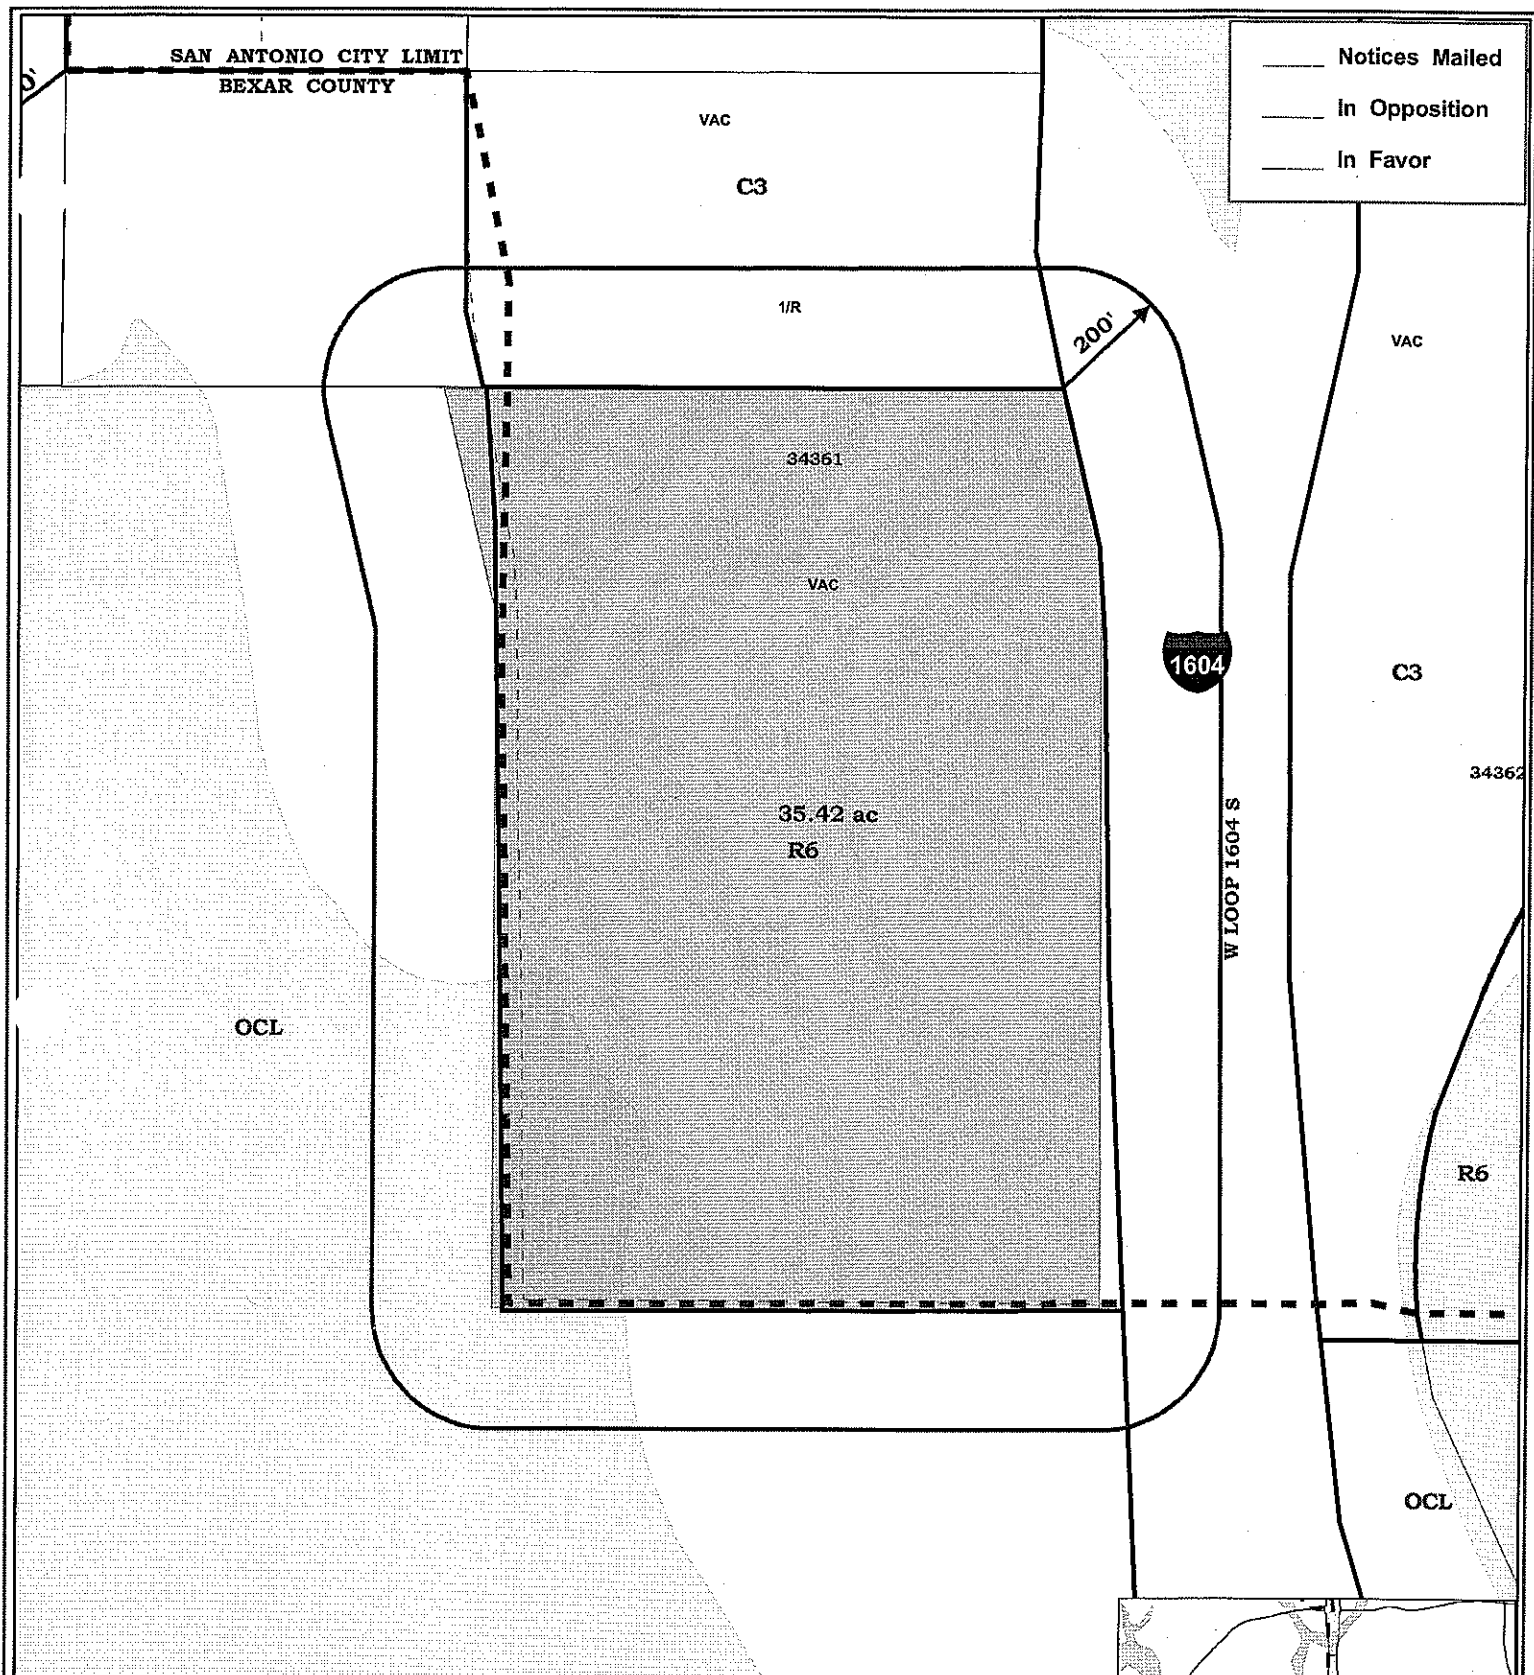 SAN ANTONIO CITY LIMIT
BEXAR COUNTY
Notices Mailed
In Opposition
In Favor
VAC
C3
1/R
200'
VAC
34361
VAC
1604
C3
34362
35.42 ac
R6
W LOOP 1604 S
OCL
R6
OCL